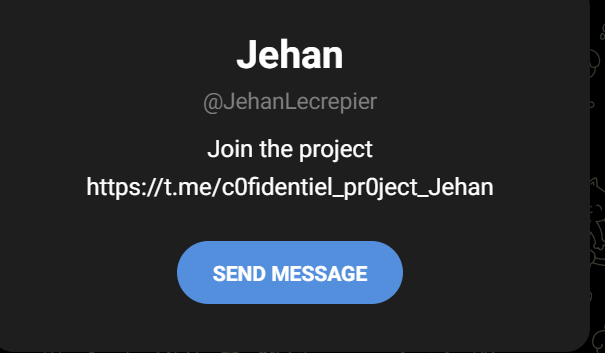 Jehan
@JehanLecrepier
Join the project
https://t.me/c0fidentiel_pr0ject_Jehan
SEND MESSAGE